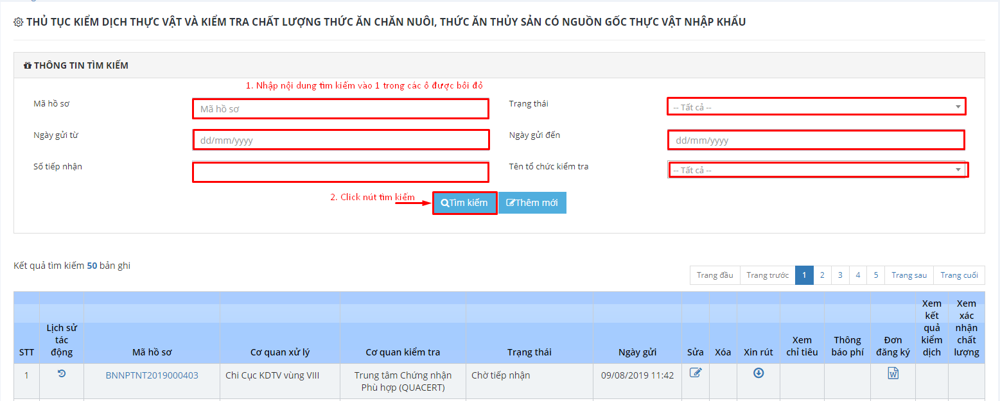 THỦ TỤC KIỂM DỊCH THỰC VẬT VÀ KIỂM TRA CHẤT LƯỢNG THỨC ĂN CHĂN NUÔI, THỨC ĂN THỦY SẢN CÓ NGUỒN GỐC THỰC VẬT NHẬP KHẨU
THÔNG TIN TÌM KIẾM
1. Nhập nội dung tìm kiếm vào 1 trong các ô được bôi đỏ
Mã hồ sơ
Mã hồ sơ
Trạng thái
-- Tất cả --
Ngày gửi từ
dd/mm/yyyy
Ngày gửi đến
dd/mm/yyyy
Số tiếp nhận
Tên tổ chức kiểm tra
-- Tất cả --
2. Click nút tìm kiếm
Tìm kiếm
Thêm mới
Kết quả tìm kiếm 50 bản ghi
Trang đầu Trang trước 1 2 3 4 5 Trang sau Trang cuối
STT
Lịch sử
tác
động
Mã hồ sơ
Cơ quan xử lý
Cơ quan kiểm tra
Trạng thái
Ngày gửi
Sửa
Xóa
Xin rút
Xem
chỉ tiêu
Thông
báo phí
Đơn
đăng ký
Xem
kết
quả
kiểm
dịch
Xem
xác
nhận
chất
lượng
1
BNNPTNT2019000403
Chi Cục KDTV vùng VIII
Trung tâm Chứng nhận
Phù hợp (QUACERT)
Chờ tiếp nhận
09/08/2019 11:42